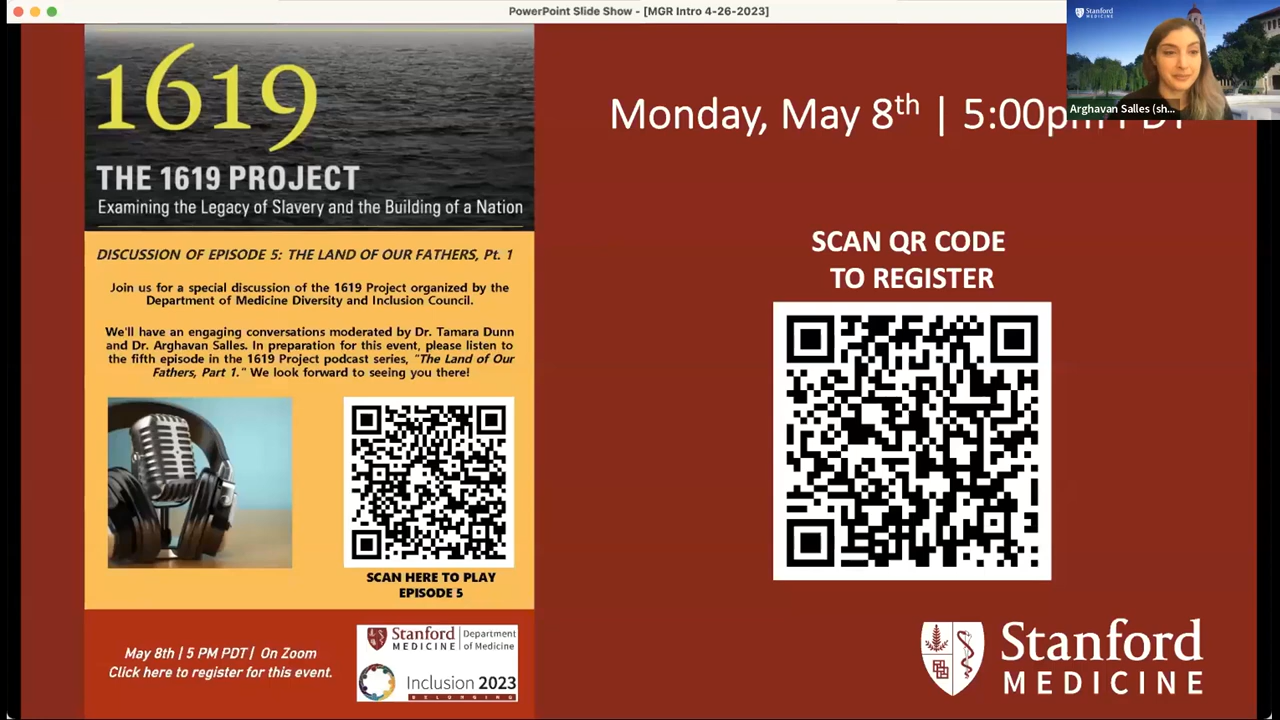 PowerPoint Slide Show - [MGR Intro 4-26-2023]
Stanford
MEDICINE
Arghavan Salles (sh...
1619
THE 1619 PROJECT
Examining the Legacy of Slavery and the Building of a Nation
DISCUSSION OF EPISODE 5: THE LAND OF OUR FATHERS, Pt. 1
Join us for a special discussion of the 1619 Project organized by the
Department of Medicine Diversity and Inclusion Council.
We'll have an engaging conversations moderated by Dr. Tamara Dunn
and Dr. Arghavan Salles. In preparation for this event, please listen to
the fifth episode in the 1619 Project podcast series, "The Land of Our
Fathers, Part 1." We look forward to seeing you there!
SCAN HERE TO PLAY
EPISODE 5
May 8th | 5 PM PDT | On Zoom
Click here to register for this event.
Stanford
MEDICINE
Department
of Medicine
Inclusion 2023
BELONGING
Monday, May 8th | 5:00pm PDT
SCAN QR CODE
TO REGISTER
Stanford
MEDICINE